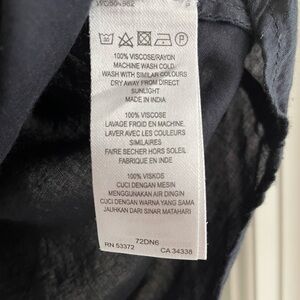 100% VISCOSE/RAYON
MACHINE WASH COLD
WASH WITH SIMILAR COLOURS
DRY AWAY FROM DIRECT
SUNLIGHT
MADE IN INDIA
100% VISCOSE
LAVAGE FROID EN MACHINE,
LAVER AVEC LES COULEURS
SIMILAIRES
FAIRE SECHER HORS SOLEIL
FABRIQUE EN INDE
100% VISKOS
CUCI DENGAN MESIN
MENGGUNAKAN AIR DINGIN
CUCI DENGAN WARNA YANG SAMA
JAUHKAN DARI SINAR MATAHARI
72DN6
RN 53372 CA 34338